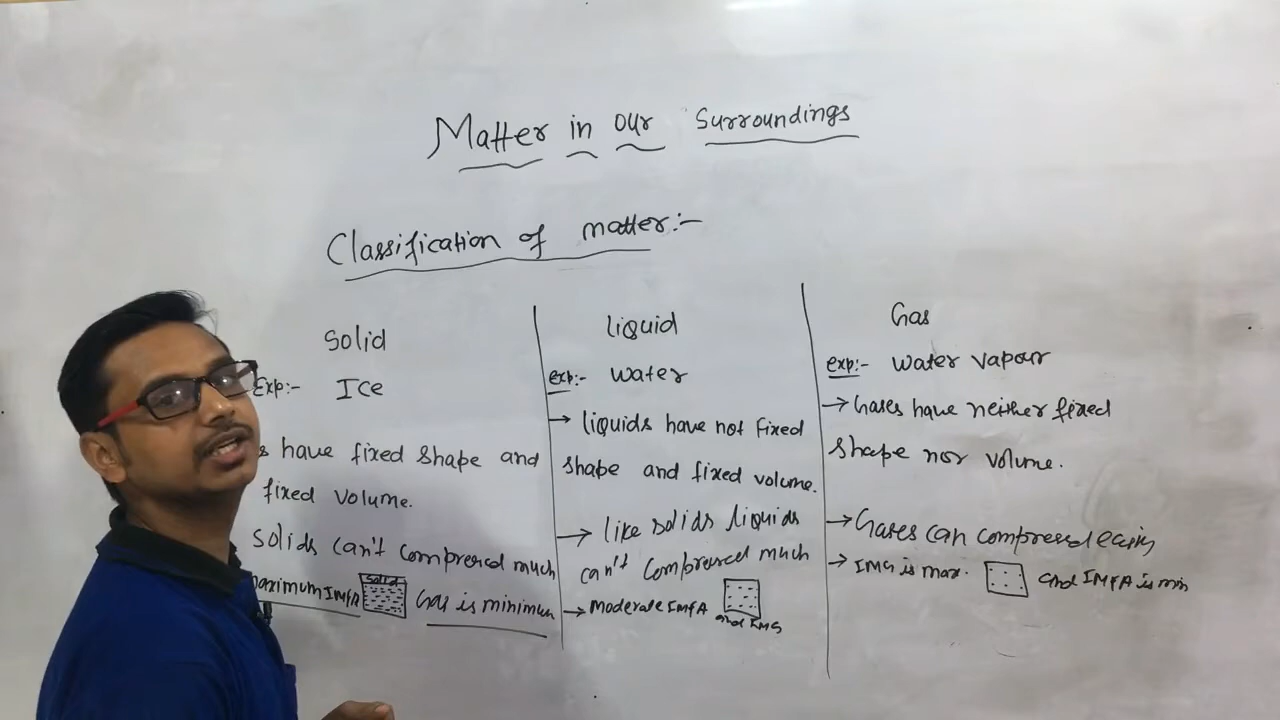 Matter in our Surroundings
Classification of matter:-
Solid
Exp:- Ice
s have fixed shape and
fixed volume.
solids can't compresed much
aximum IMFA solid Gas is minimum
liquid
exp:- water
→ liquids have not fixed
shape and fixed volume.
→ like solids liquids
can't compresed much
→ moderate IMFA
and IMG
Gas
exp:- water vapour
→ Gases have neither fixed
shape nor volume.
→ Gases can compresed easily
→ IMG is max. and IMFA is min